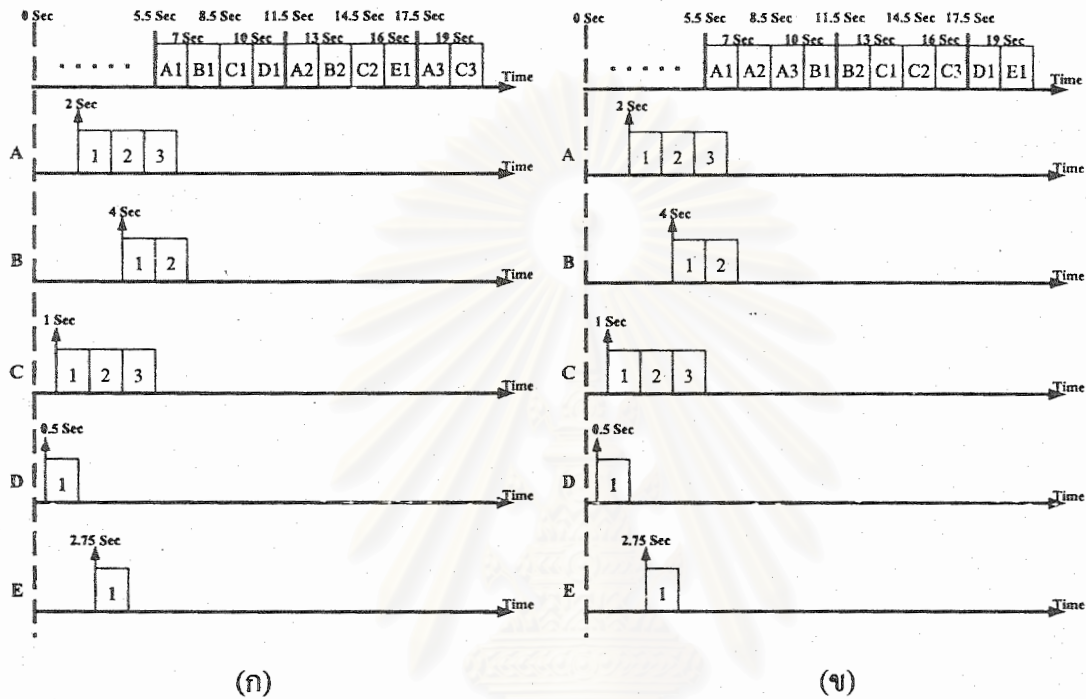 0 Sec 5.5 Sec 8.5 Sec 11.5 Sec 14.5 Sec 17.5 Sec
7 Sec 10 Sec 13 Sec 16 Sec 19 Sec
A1 B1 C1 D1 A2 B2 C2 E1 A3 C3 Time
2 Sec
A 1 2 3 Time
4 Sec
B 1 2 Time
1 Sec
C 1 2 3 Time
0.5 Sec
D 1 Time
2.75 Sec
E 1 Time
(ก)
0 Sec 5.5 Sec 8.5 Sec 11.5 Sec 14.5 Sec 17.5 Sec
7 Sec 10 Sec 13 Sec 16 Sec 19 Sec
A1 A2 A3 B1 B2 C1 C2 C3 D1 E1 Time
2 Sec
A 1 2 3 Time
4 Sec
B 1 2 Time
1 Sec
C 1 2 3 Time
0.5 Sec
D 1 Time
2.75 Sec
E 1 Time
(ข)